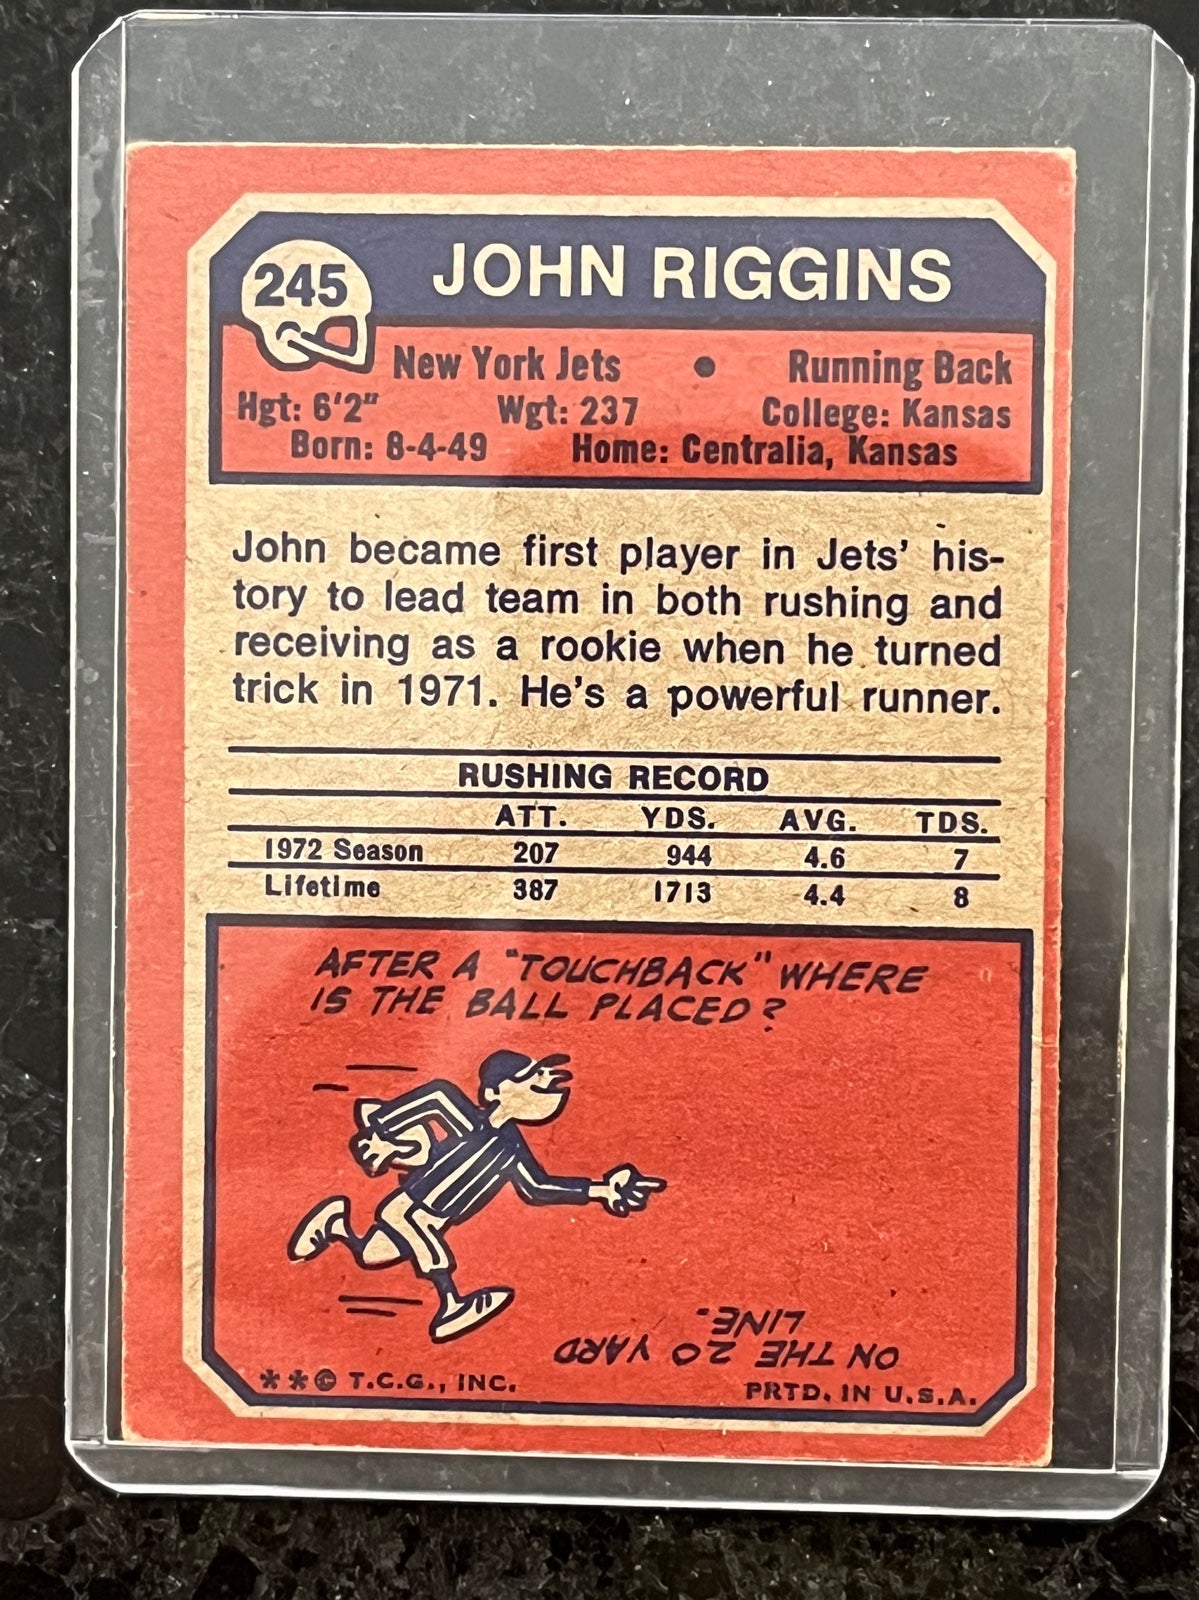 245
JOHN RIGGINS
New York Jets • Running Back
Hgt: 6'2" Wgt: 237 College: Kansas
Born: 8-4-49 Home: Centralia, Kansas
John became first player in Jets' his-
tory to lead team in both rushing and
receiving as a rookie when he turned
trick in 1971. He's a powerful runner.
RUSHING RECORD
ATT. YDS. AVG. TDS.
1972 Season 207 944 4.6 7
Lifetime 387 1713 4.4 8
AFTER A "TOUCHBACK" WHERE
IS THE BALL PLACED?
ON THE 20 YARD
LINE.
**© T.C.G., INC. PRTD. IN U.S.A.